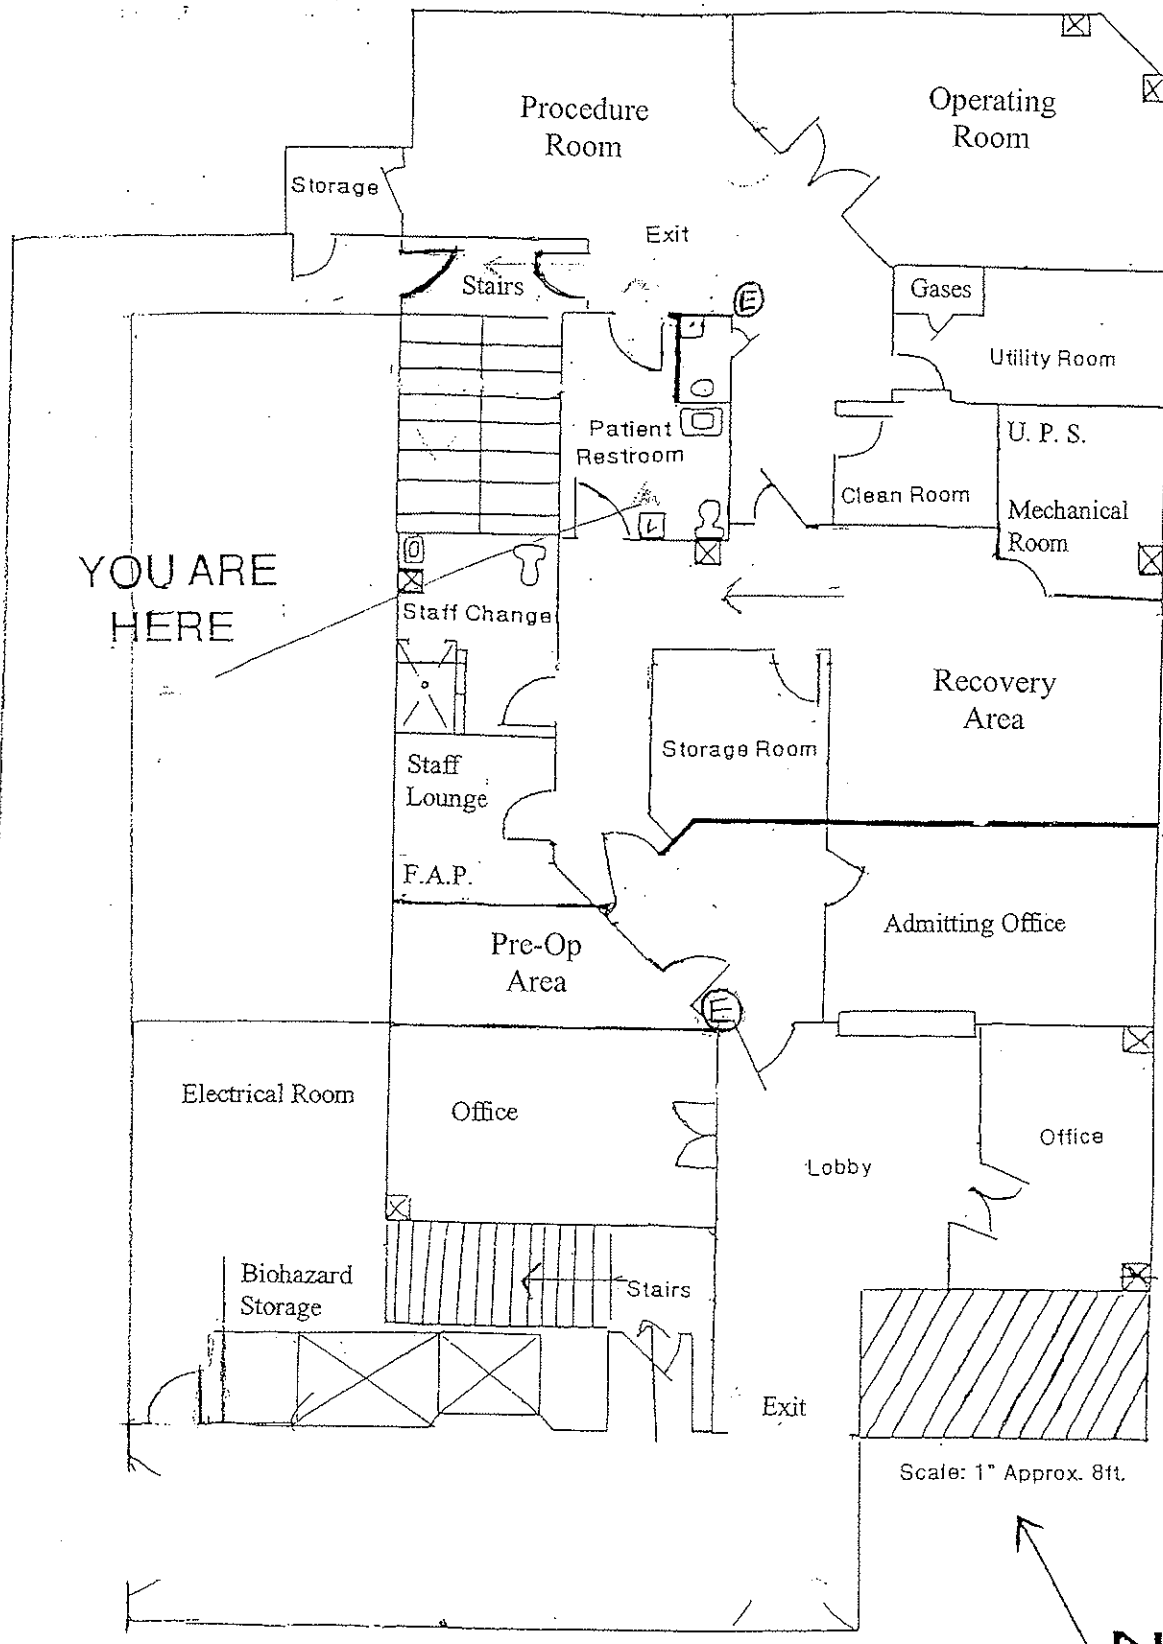 Procedure
Room
Operating
Room
Storage
Exit
Stairs
E
Gases
Utility Room
Patient
Restroom
U. P. S.
Clean Room
Mechanical
Room
YOU ARE
HERE
Staff Change
Recovery
Area
Storage Room
Staff
Lounge
F.A.P.
Admitting Office
Pre-Op
Area
E
Electrical Room
Office
Office
Lobby
Biohazard
Storage
Stairs
Exit
Scale: 1" Approx. 8ft.
N